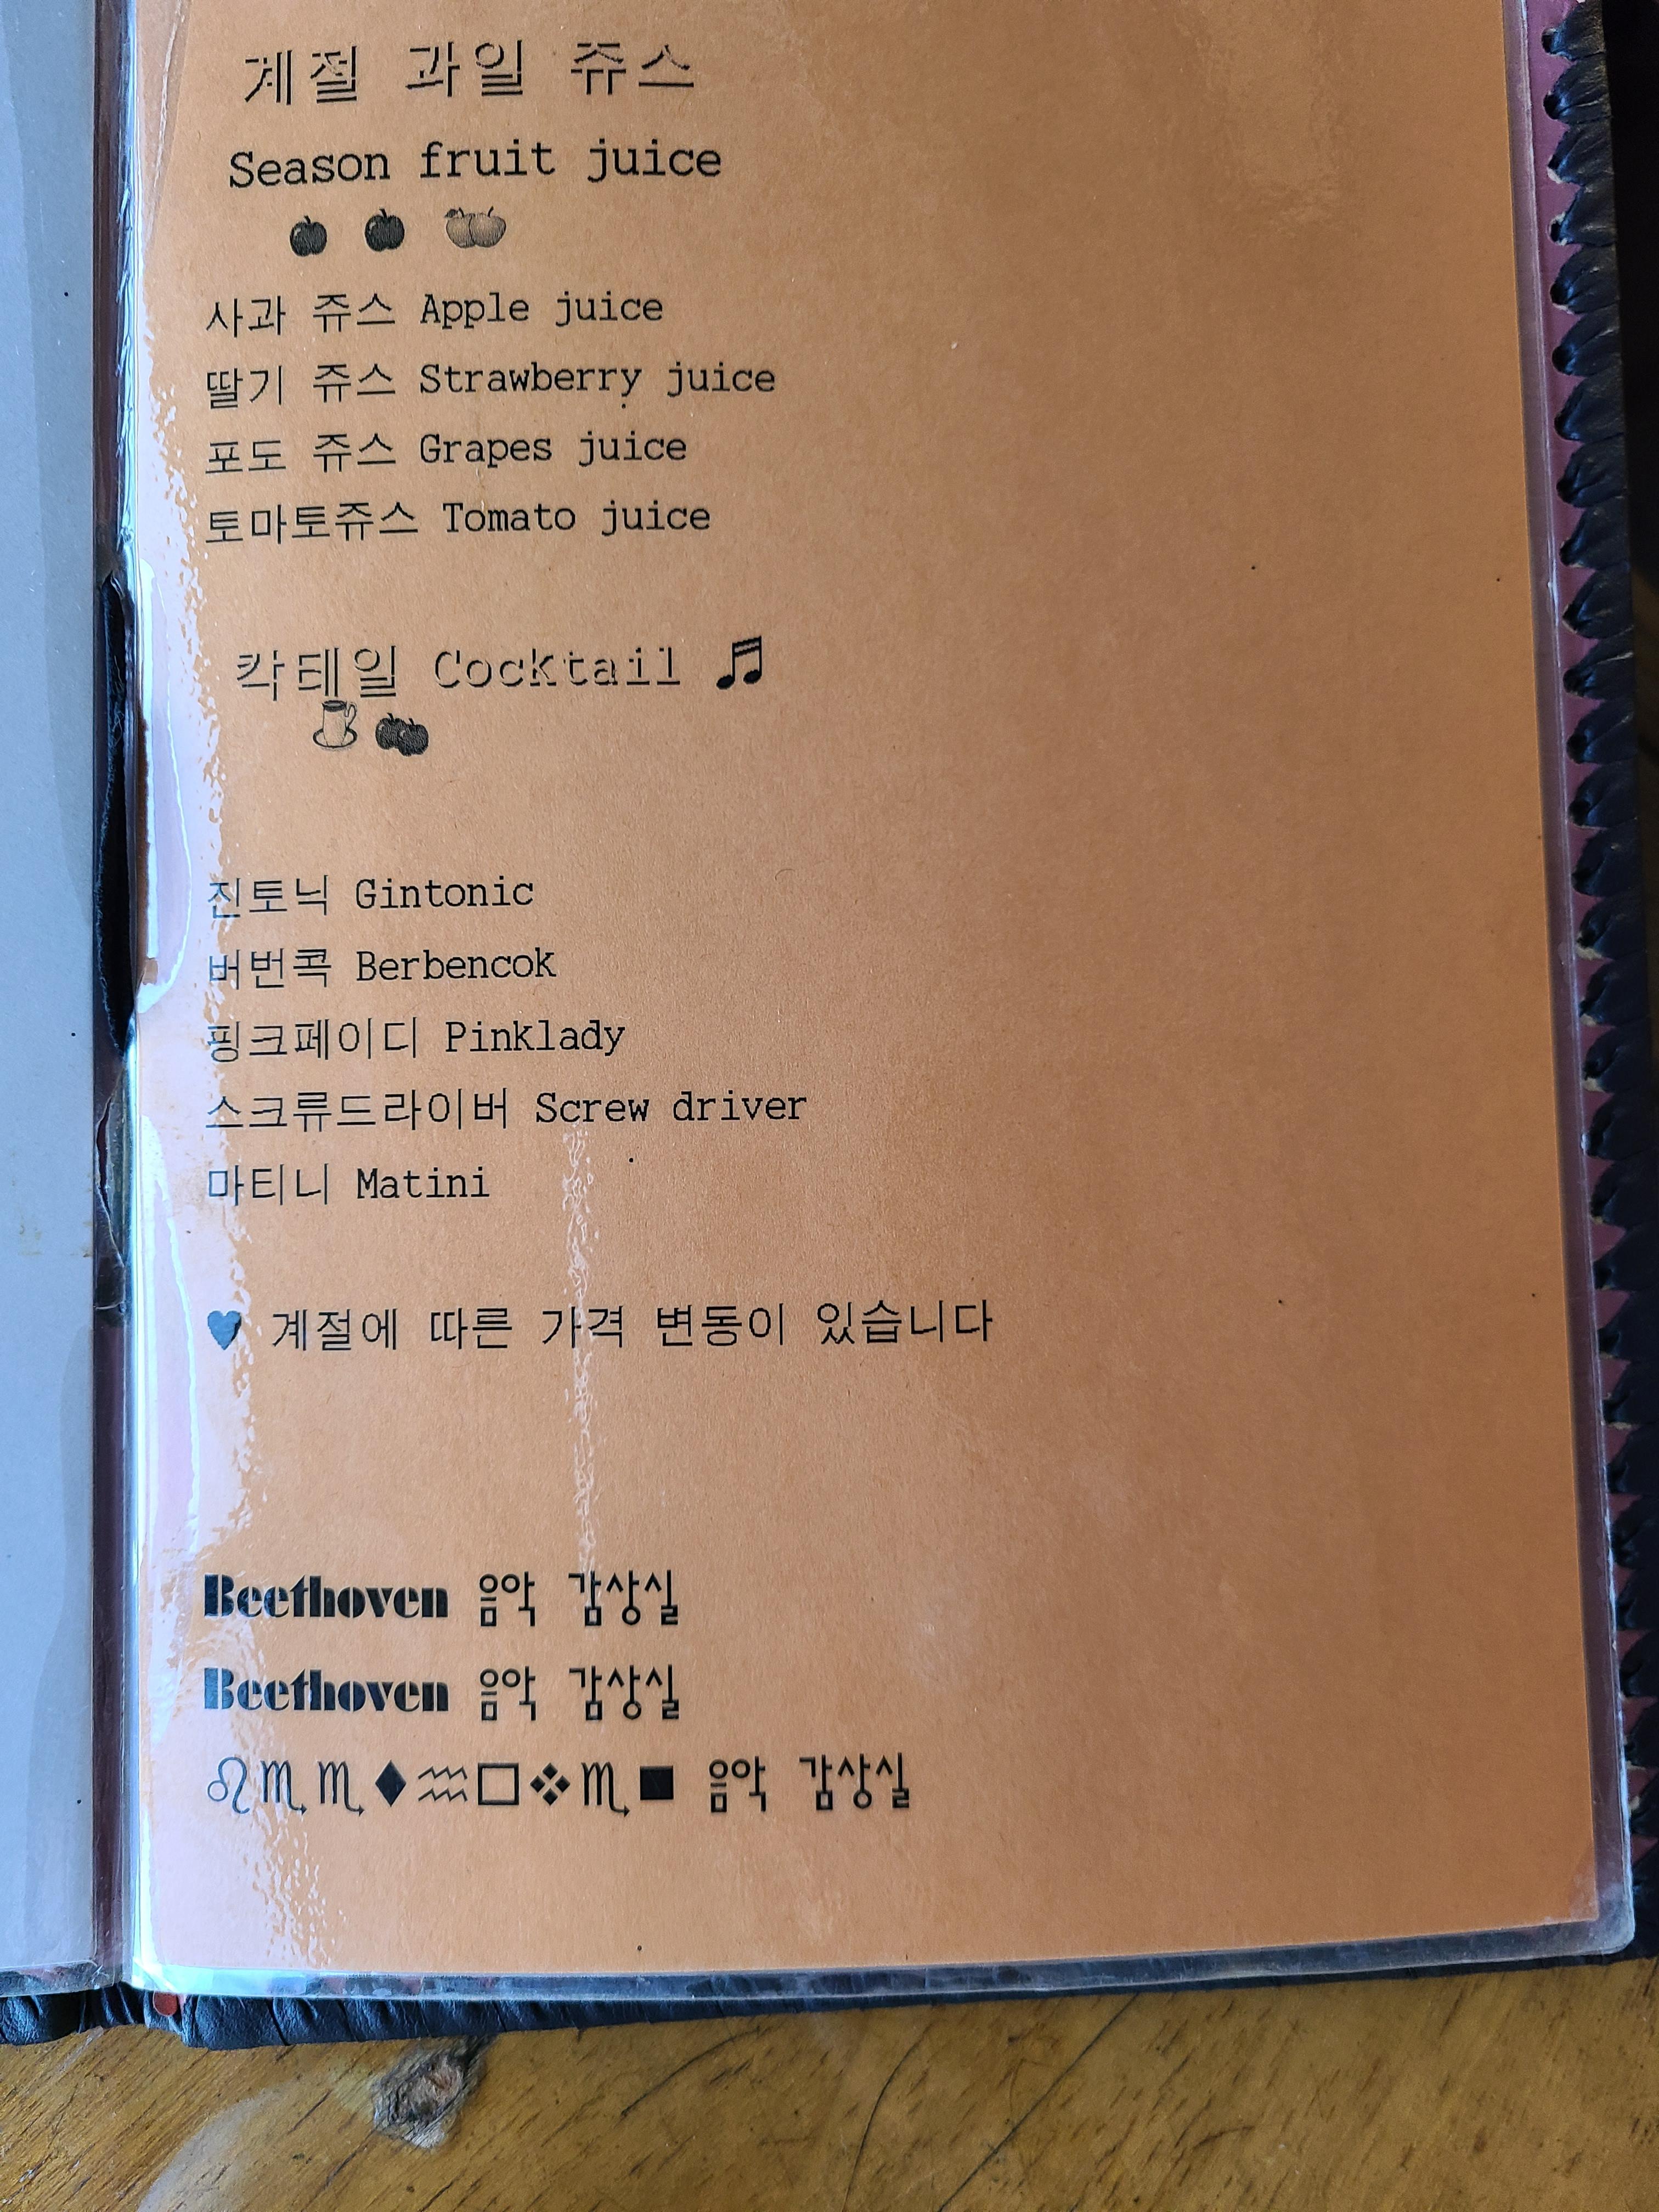 계절 과일 쥬스
Season fruit juice
사과 쥬스 Apple juice
딸기 쥬스 Strawberry juice
포도 쥬스 Grapes juice
토마토쥬스 Tomato juice
칵테일 Cocktail ♬
진토닉 Gintonic
버번콕 Berbencok
핑크페이디 Pinklady
스크류드라이버 Screw driver
마티니 Matini
♥ 계절에 따른 가격 변동이 있습니다
Beethoven 음악 감상실
Beethoven 음악 감상실
♌♏♏⬧♒□❖♏■ 음악 감상실